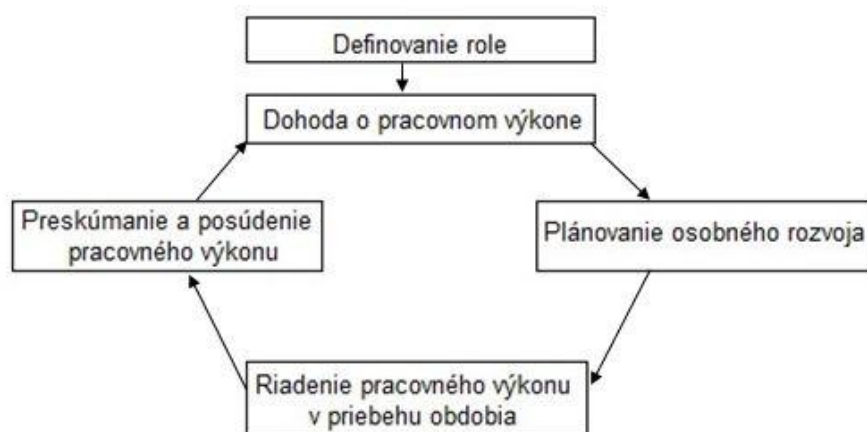 Definovanie role
Dohoda o pracovnom výkone
Preskúmanie a posúdenie
pracovného výkonu
Plánovanie osobného rozvoja
Riadenie pracovného výkonu
v priebehu obdobia